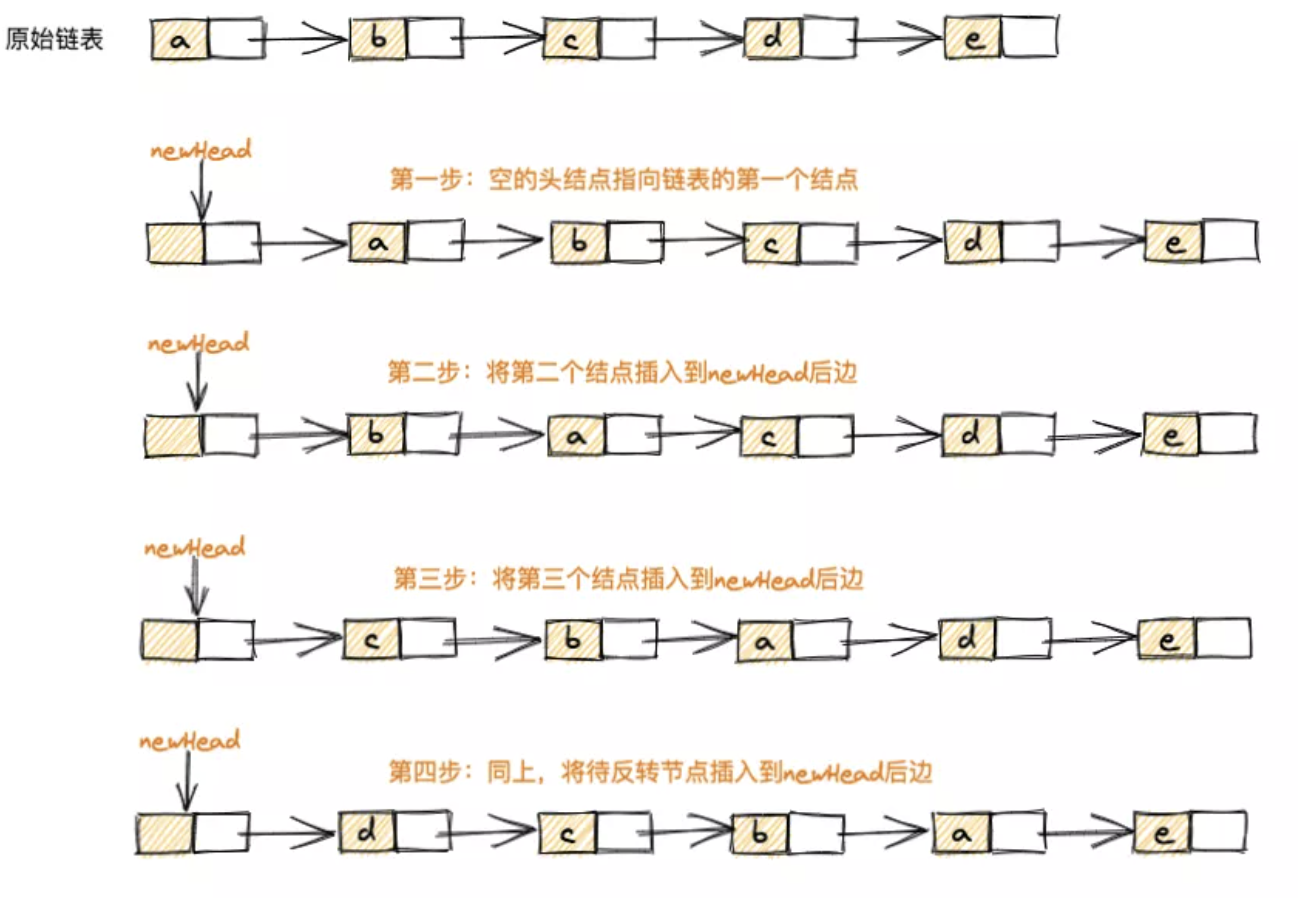 原始链表 a b c d e
newHead
第一步：空的头结点指向链表的第一个结点
a b c d e
newHead
第二步：将第二个结点插入到newHead后边
b a c d e
newHead
第三步：将第三个结点插入到newHead后边
c b a d e
newHead
第四步：同上，将待反转节点插入到newHead后边
d c b a e